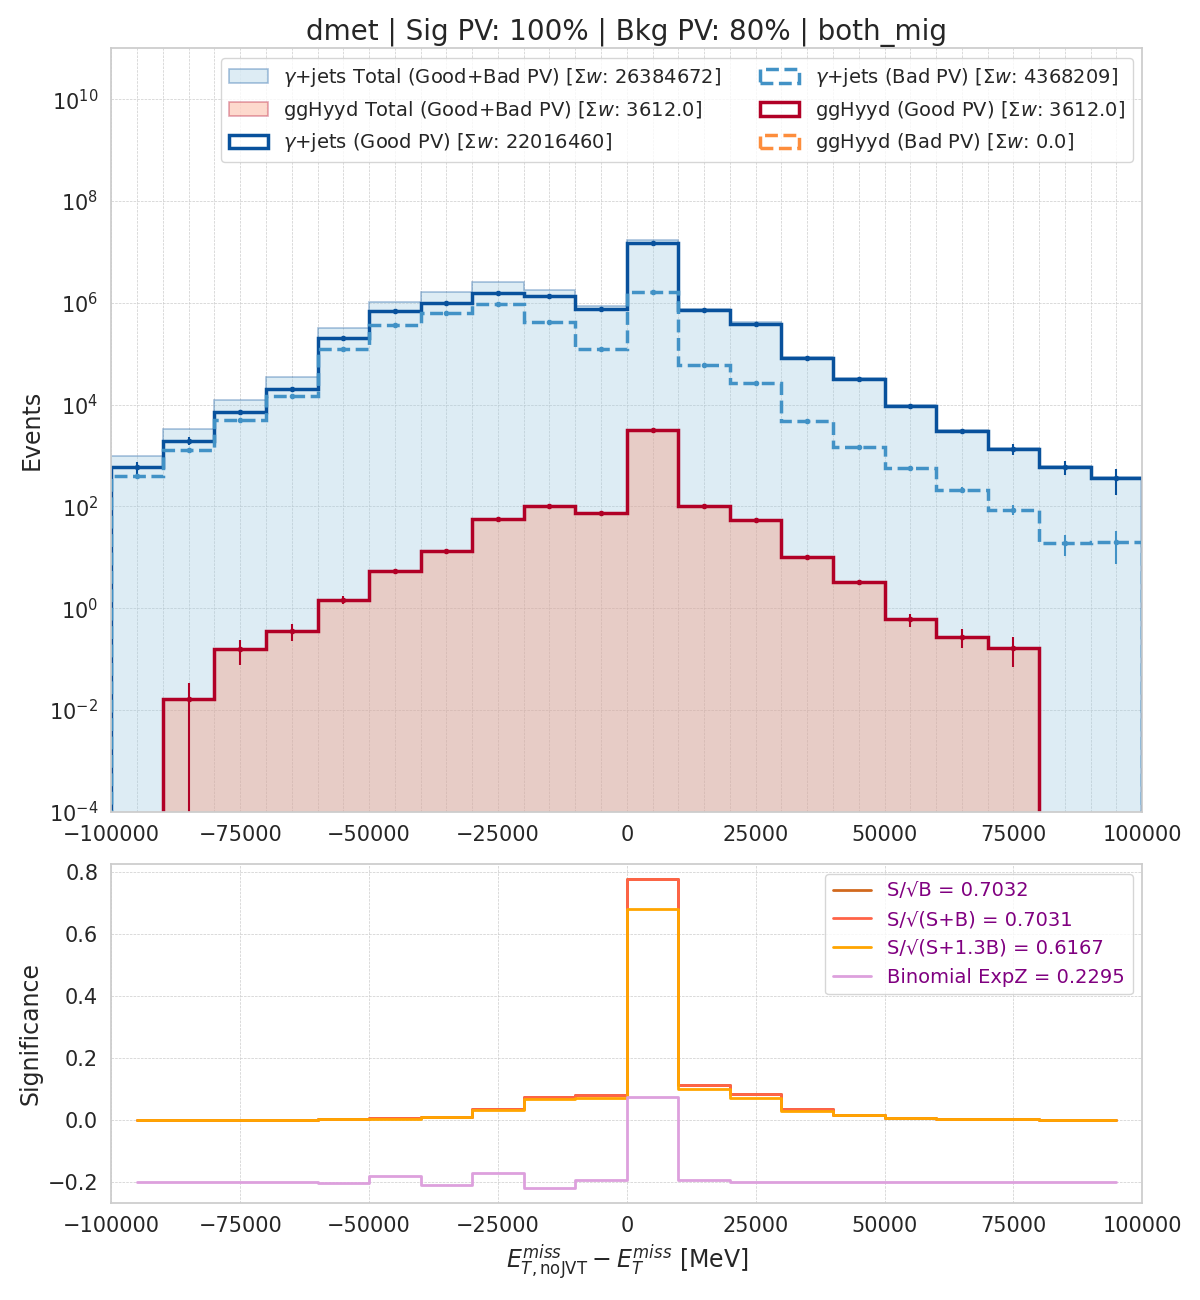 dmet | Sig PV: 100% | Bkg PV: 80% | both_mig
γ+jets Total (Good+Bad PV) [Σw: 26384672]
ggHyyd Total (Good+Bad PV) [Σw: 3612.0]
γ+jets (Good PV) [Σw: 22016460]
γ+jets (Bad PV) [Σw: 4368209]
ggHyyd (Good PV) [Σw: 3612.0]
ggHyyd (Bad PV) [Σw: 0.0]
Events
10^10
10^8
10^6
10^4
10^2
10^0
10^−2
10^−4
−100000 −75000 −50000 −25000 0 25000 50000 75000 100000
Significance
0.8
0.6
0.4
0.2
0.0
−0.2
S/√B = 0.7032
S/√(S+B) = 0.7031
S/√(S+1.3B) = 0.6167
Binomial ExpZ = 0.2295
−100000 −75000 −50000 −25000 0 25000 50000 75000 100000
E_{T,noJVT}^{miss} − E_T^{miss} [MeV]